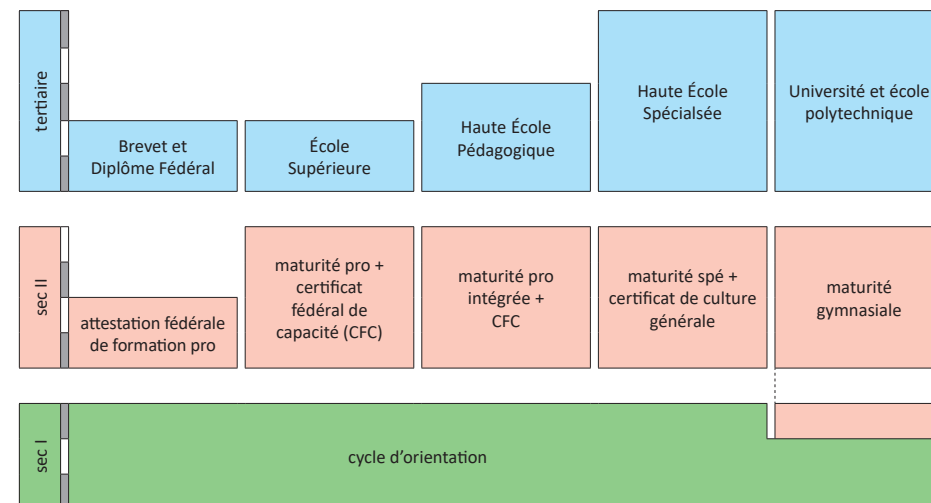 tertiaire
Brevet et
Diplôme Fédéral
École
Supérieure
Haute École
Pédagogique
Haute École
Spécialsée
Université et école
polytechnique
sec II
attestation fédérale
de formation pro
maturité pro +
certificat
fédéral de
capacité (CFC)
maturité pro
intégrée +
CFC
maturité spé +
certificat de culture
générale
maturité
gymnasiale
sec I
cycle d'orientation